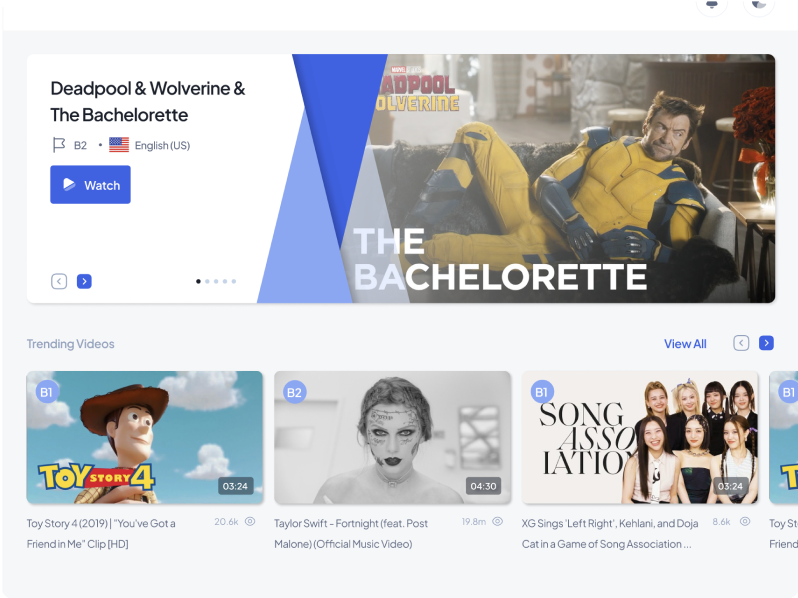 Deadpool & Wolverine &
The Bachelorette
B2 • English (US)
Watch
MARVEL
DEADPOOL
WOLVERINE
THE
BACHELORETTE
Trending Videos
View All
B1
TOY STORY 4
03:24
B2
04:30
B1
SONG
ASSO
IATION
03:24
B1
Toy Story 4 (2019) | "You've Got a
Friend in Me" Clip [HD]
20.6k
Taylor Swift - Fortnight (feat. Post
Malone) (Official Music Video)
19.8m
XG Sings 'Left Right', Kehlani, and Doja
Cat in a Game of Song Association ...
8.6k
Toy St
Friend